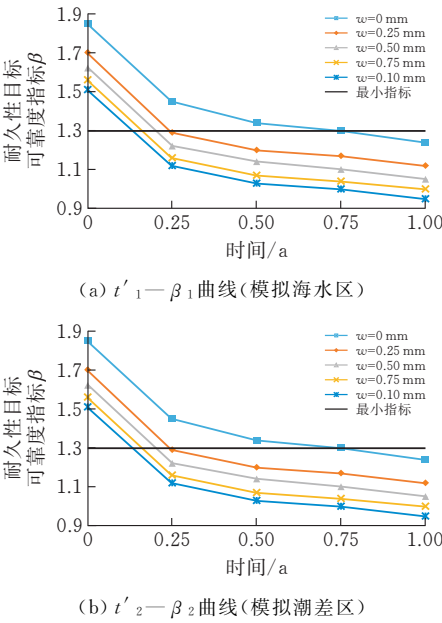 1.9
1.7
1.5
1.3
1.1
0.9
耐久性目标
可靠度指标β
w=0 mm
w=0.25 mm
w=0.50 mm
w=0.75 mm
w=0.10 mm
最小指标
0 0.25 0.50 0.75 1.00
时间/a
(a) t′₁—β₁曲线(模拟海水区)
1.9
1.7
1.5
1.3
1.1
0.9
耐久性目标
可靠度指标β
w=0 mm
w=0.25 mm
w=0.50 mm
w=0.75 mm
w=0.10 mm
最小指标
0 0.25 0.50 0.75 1.00
时间/a
(b) t′₂—β₂曲线(模拟潮差区)